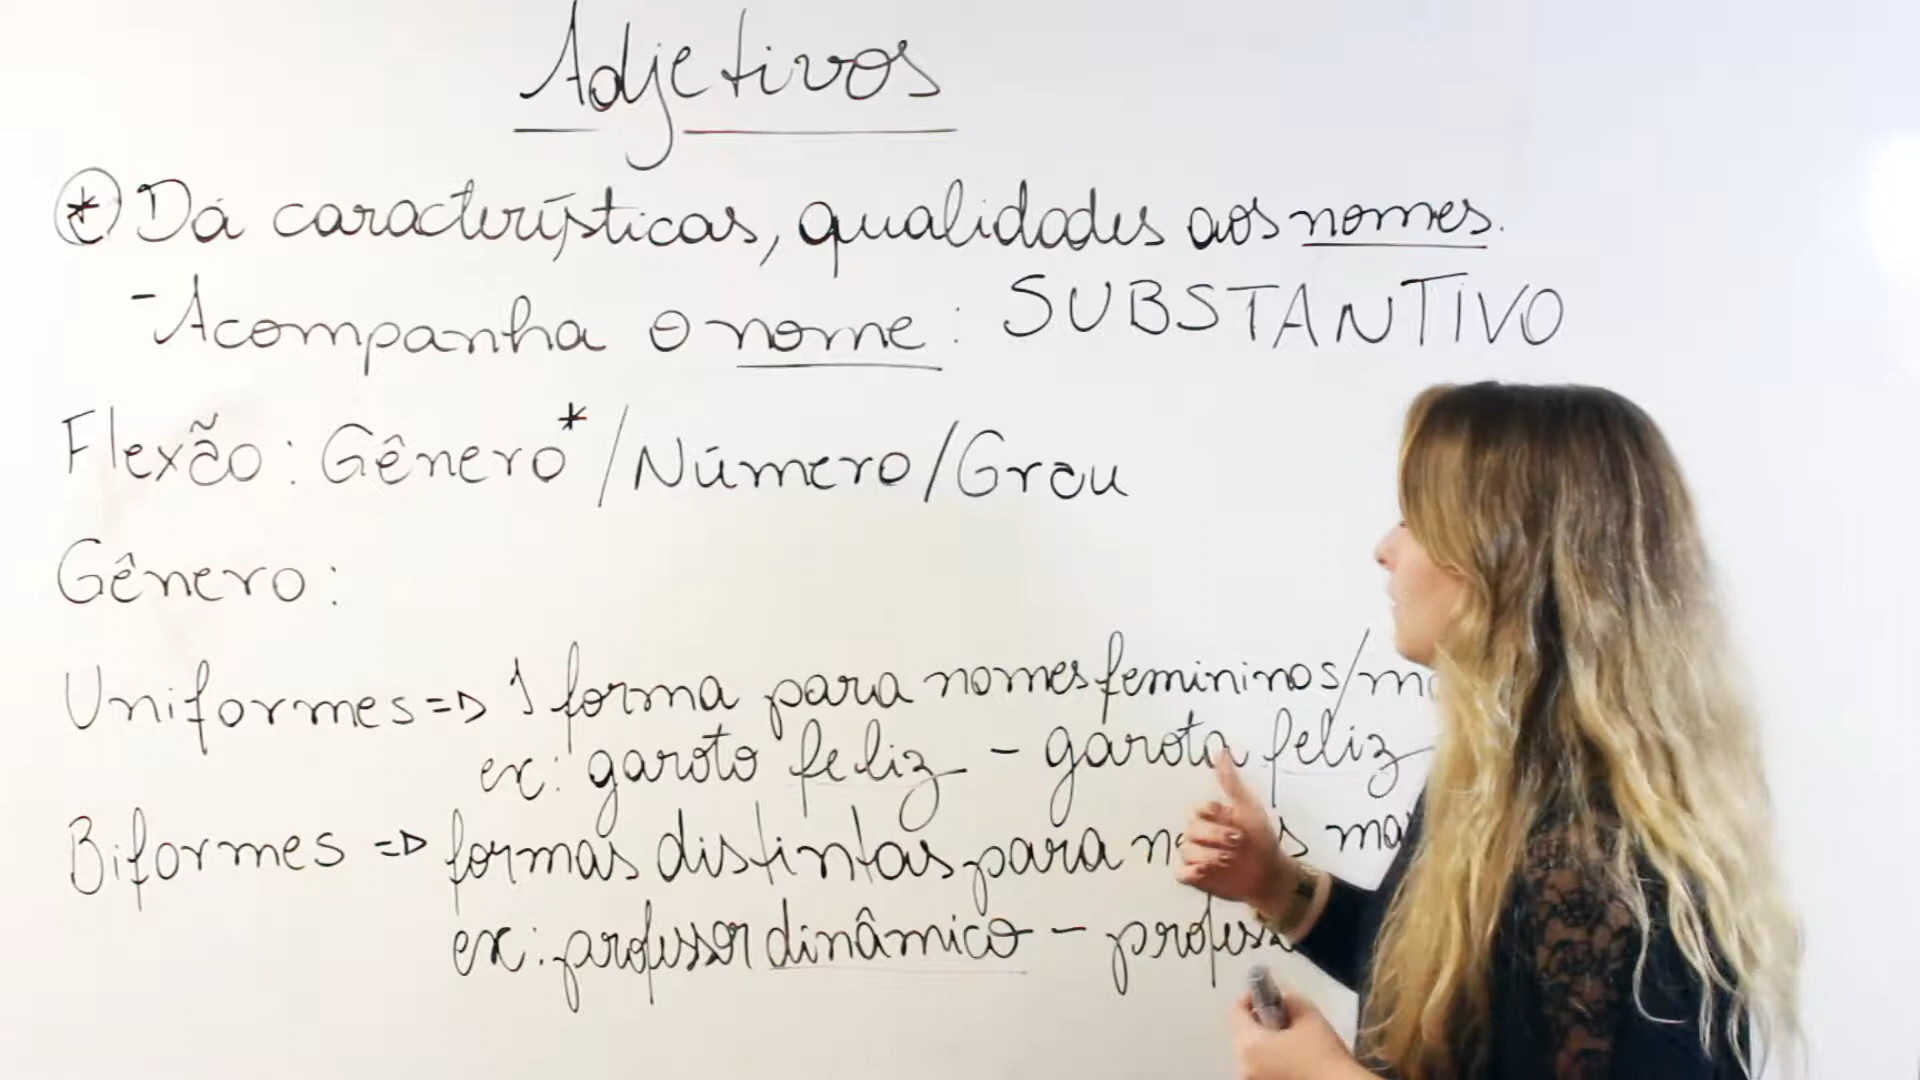 Adjetivos
* Dá características, qualidades aos nomes.
- Acompanha o nome: SUBSTANTIVO
Flexão: Gênero* / Número / Grau
Gênero:
Uniformes => 1 forma para nomes femininos/
ex: garoto feliz - garota feliz
Biformes => formas distintas para
ex: professor dinâmico -